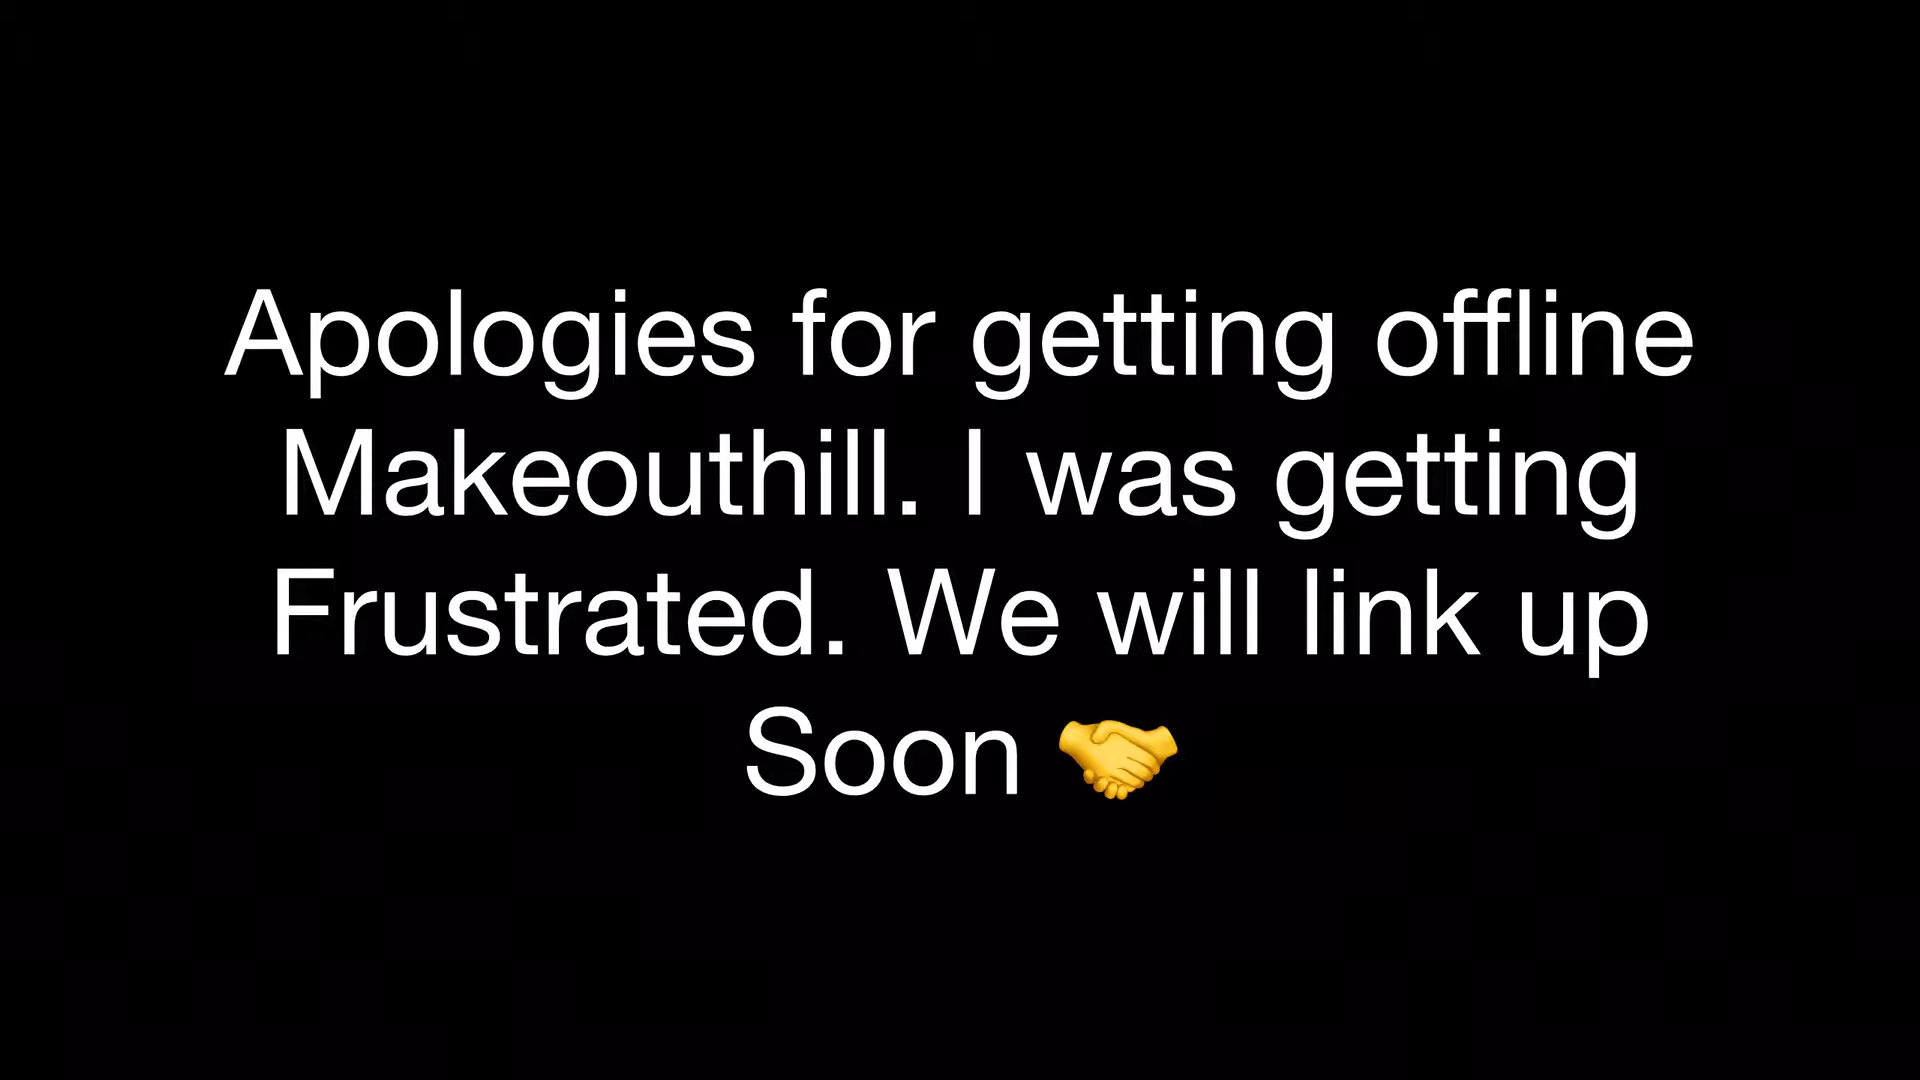 Apologies for getting offline
Makeouthill. I was getting
Frustrated. We will link up
Soon 🤝